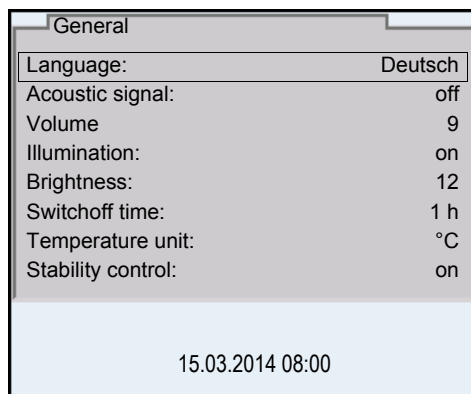 General
Language: Deutsch
Acoustic signal: off
Volume 9
Illumination: on
Brightness: 12
Switchoff time: 1 h
Temperature unit: °C
Stability control: on
15.03.2014 08:00